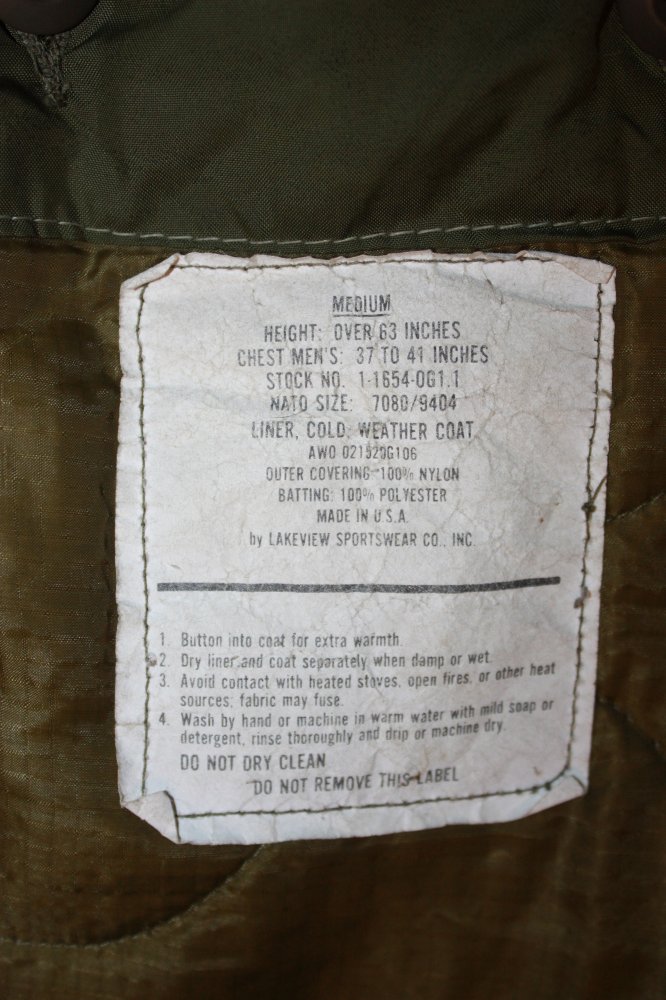 MEDIUM
HEIGHT: OVER 63 INCHES
CHEST MEN'S: 37 TO 41 INCHES
STOCK NO. 1-1654-0G1.1
NATO SIZE: 7080/9404
LINER, COLD, WEATHER COAT
AWO 021520G106
OUTER COVERING 100% NYLON
BATTING: 100% POLYESTER
MADE IN U.S.A.
by LAKEVIEW SPORTSWEAR CO., INC.
1. Button into coat for extra warmth.
2. Dry liner and coat separately when damp or wet.
3. Avoid contact with heated stoves, open fires, or other heat
sources; fabric may fuse.
4. Wash by hand or machine in warm water with mild soap or
detergent, rinse thoroughly and drip or machine dry.
DO NOT DRY CLEAN
DO NOT REMOVE THIS LABEL